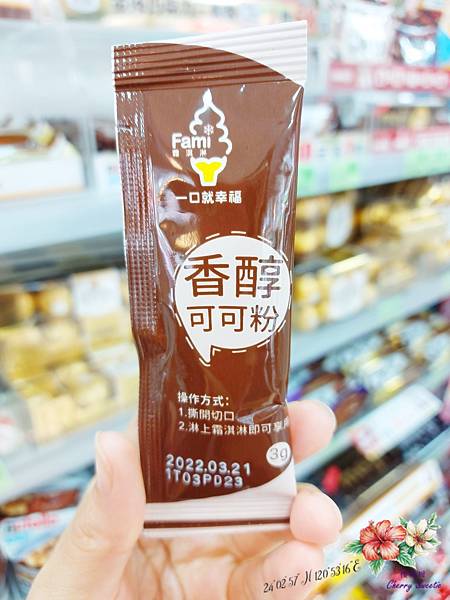 Fami
霜淇淋
一口就幸福
香醇
可可粉
操作方式:
1.撕開切口
2.淋上霜淇淋即可享
3g
2022.03.21
1T03PD23
24°02'57"N 120°53'16"E
Cherry Sweetie